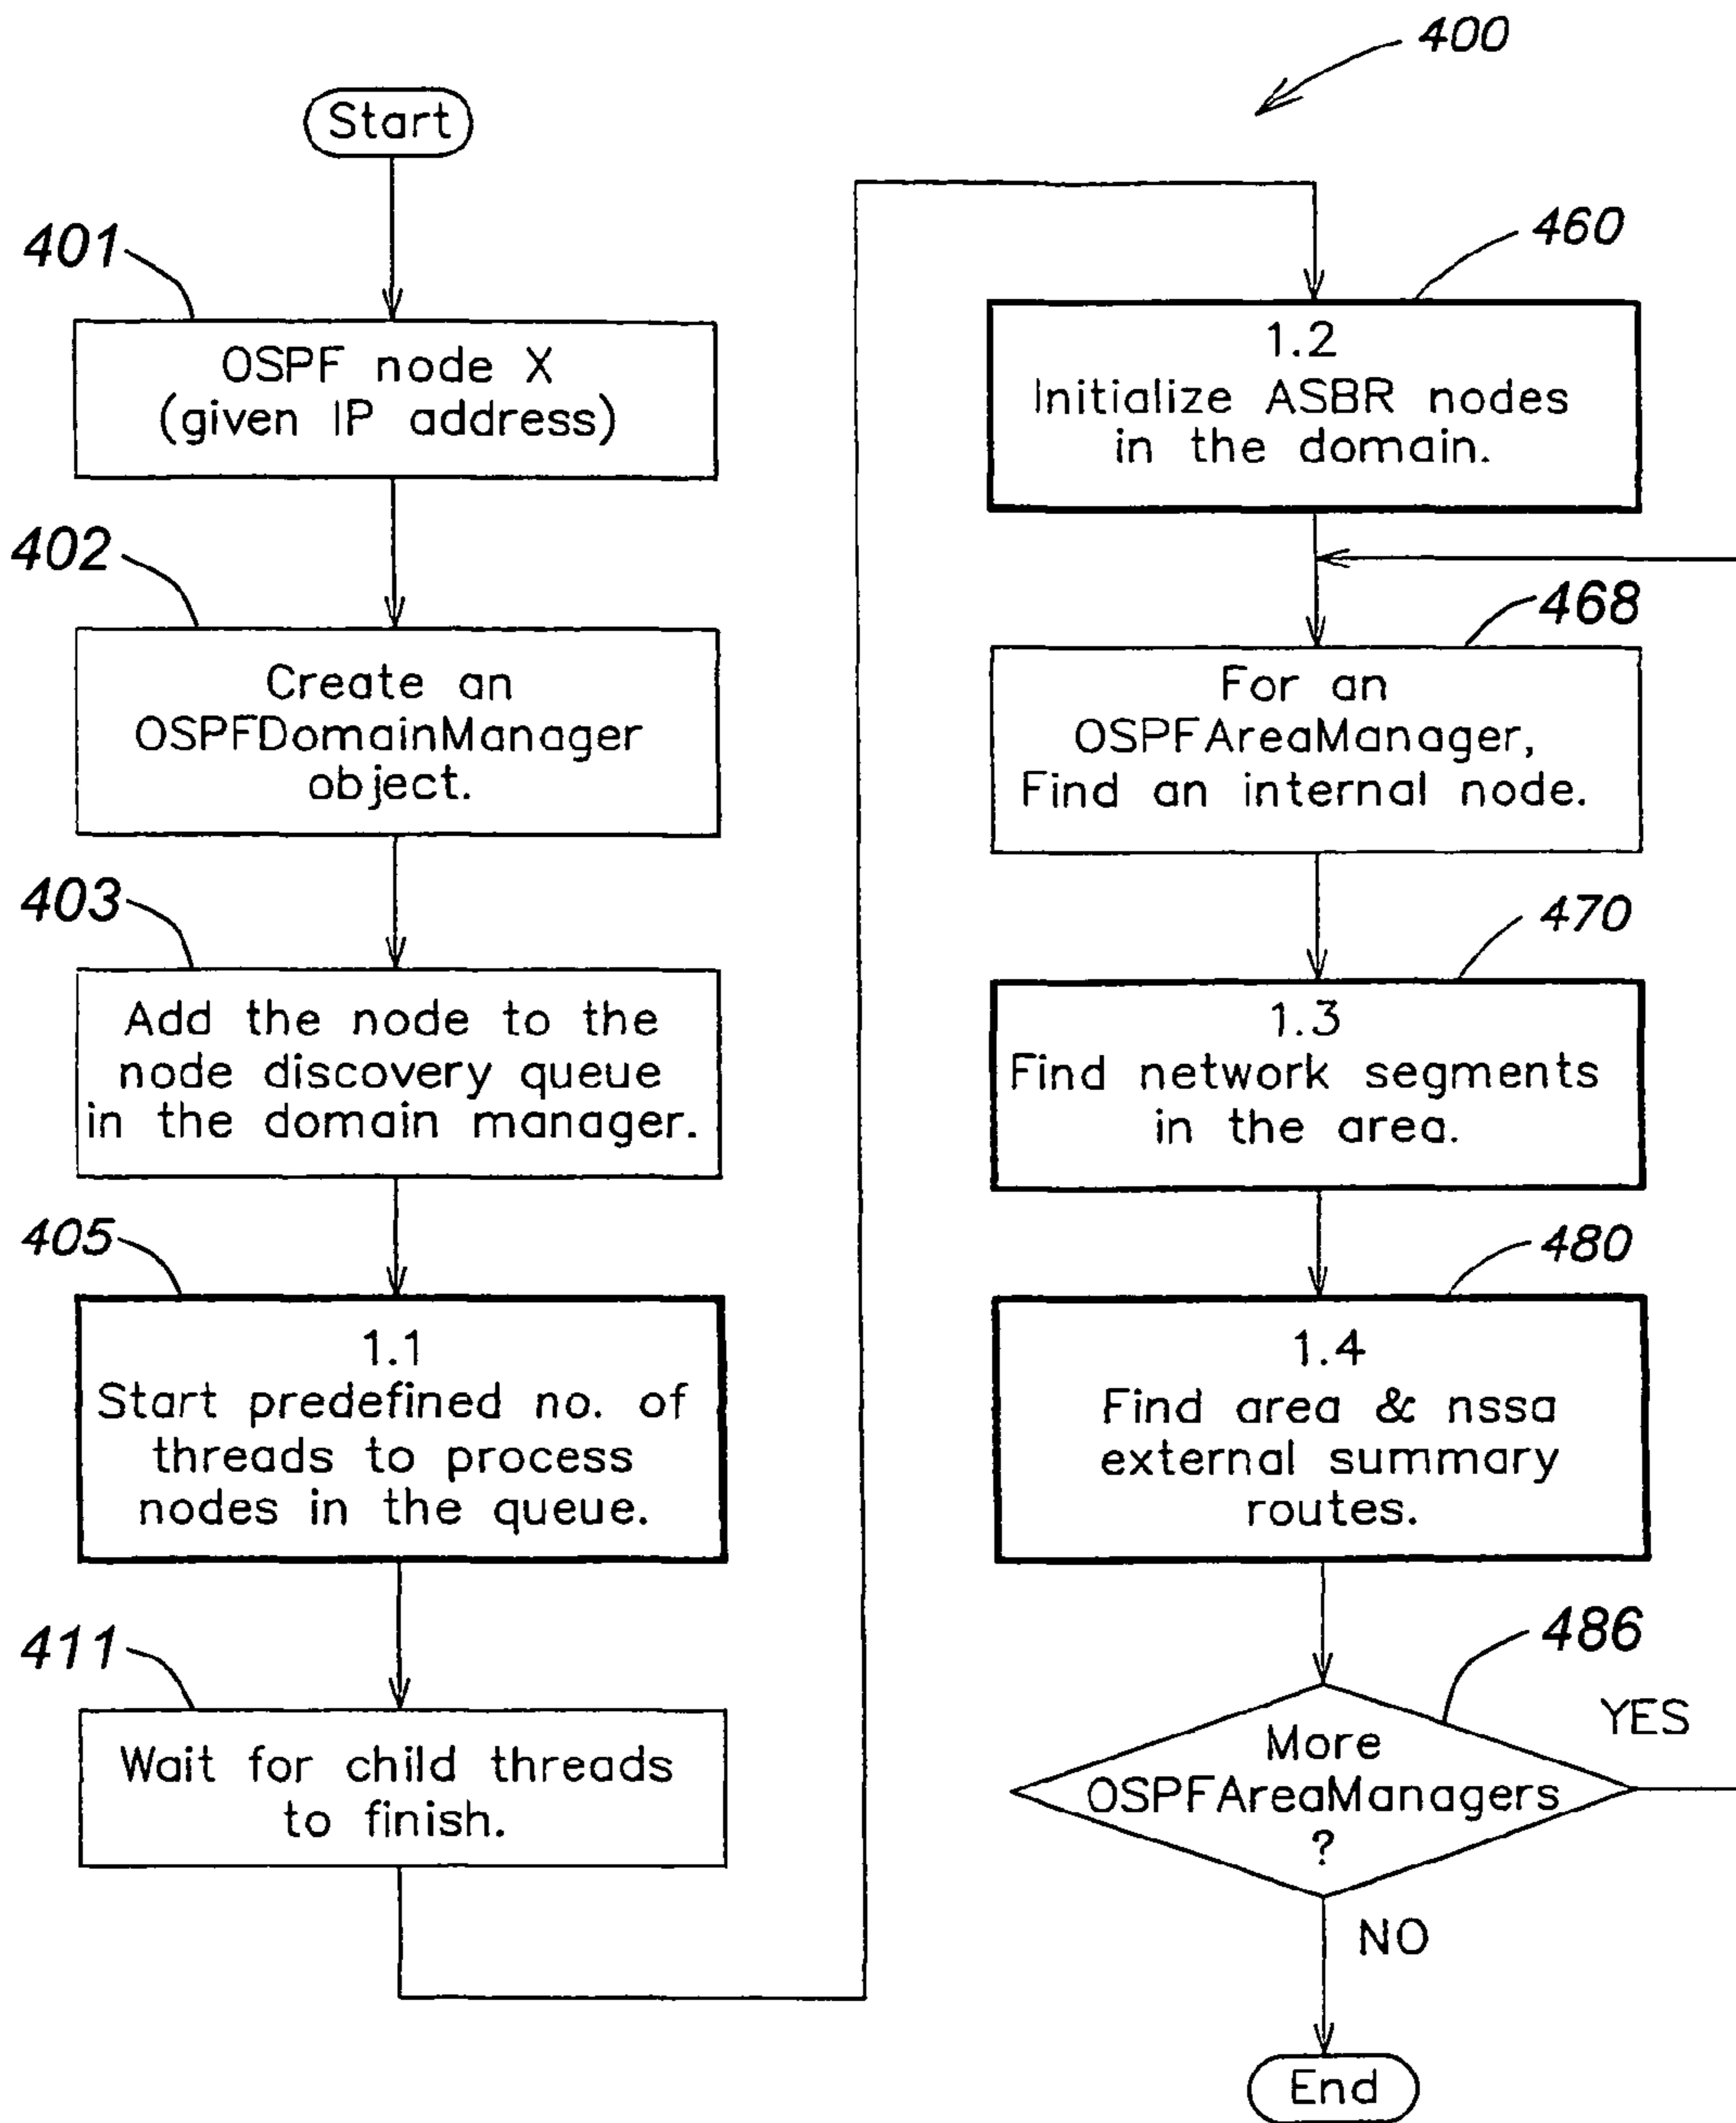 400
Start
401
OSPF node X
(given IP address)
402
Create an
OSPFDomainManager
object.
403
Add the node to the
node discovery queue
in the domain manager.
405
1.1
Start predefined no. of
threads to process
nodes in the queue.
411
Wait for child threads
to finish.
460
1.2
Initialize ASBR nodes
in the domain.
468
For an
OSPFAreaManager,
Find an internal node.
470
1.3
Find network segments
in the area.
480
1.4
Find area & nssa
external summary
routes.
486
More
OSPFAreaManagers
?
YES
NO
End